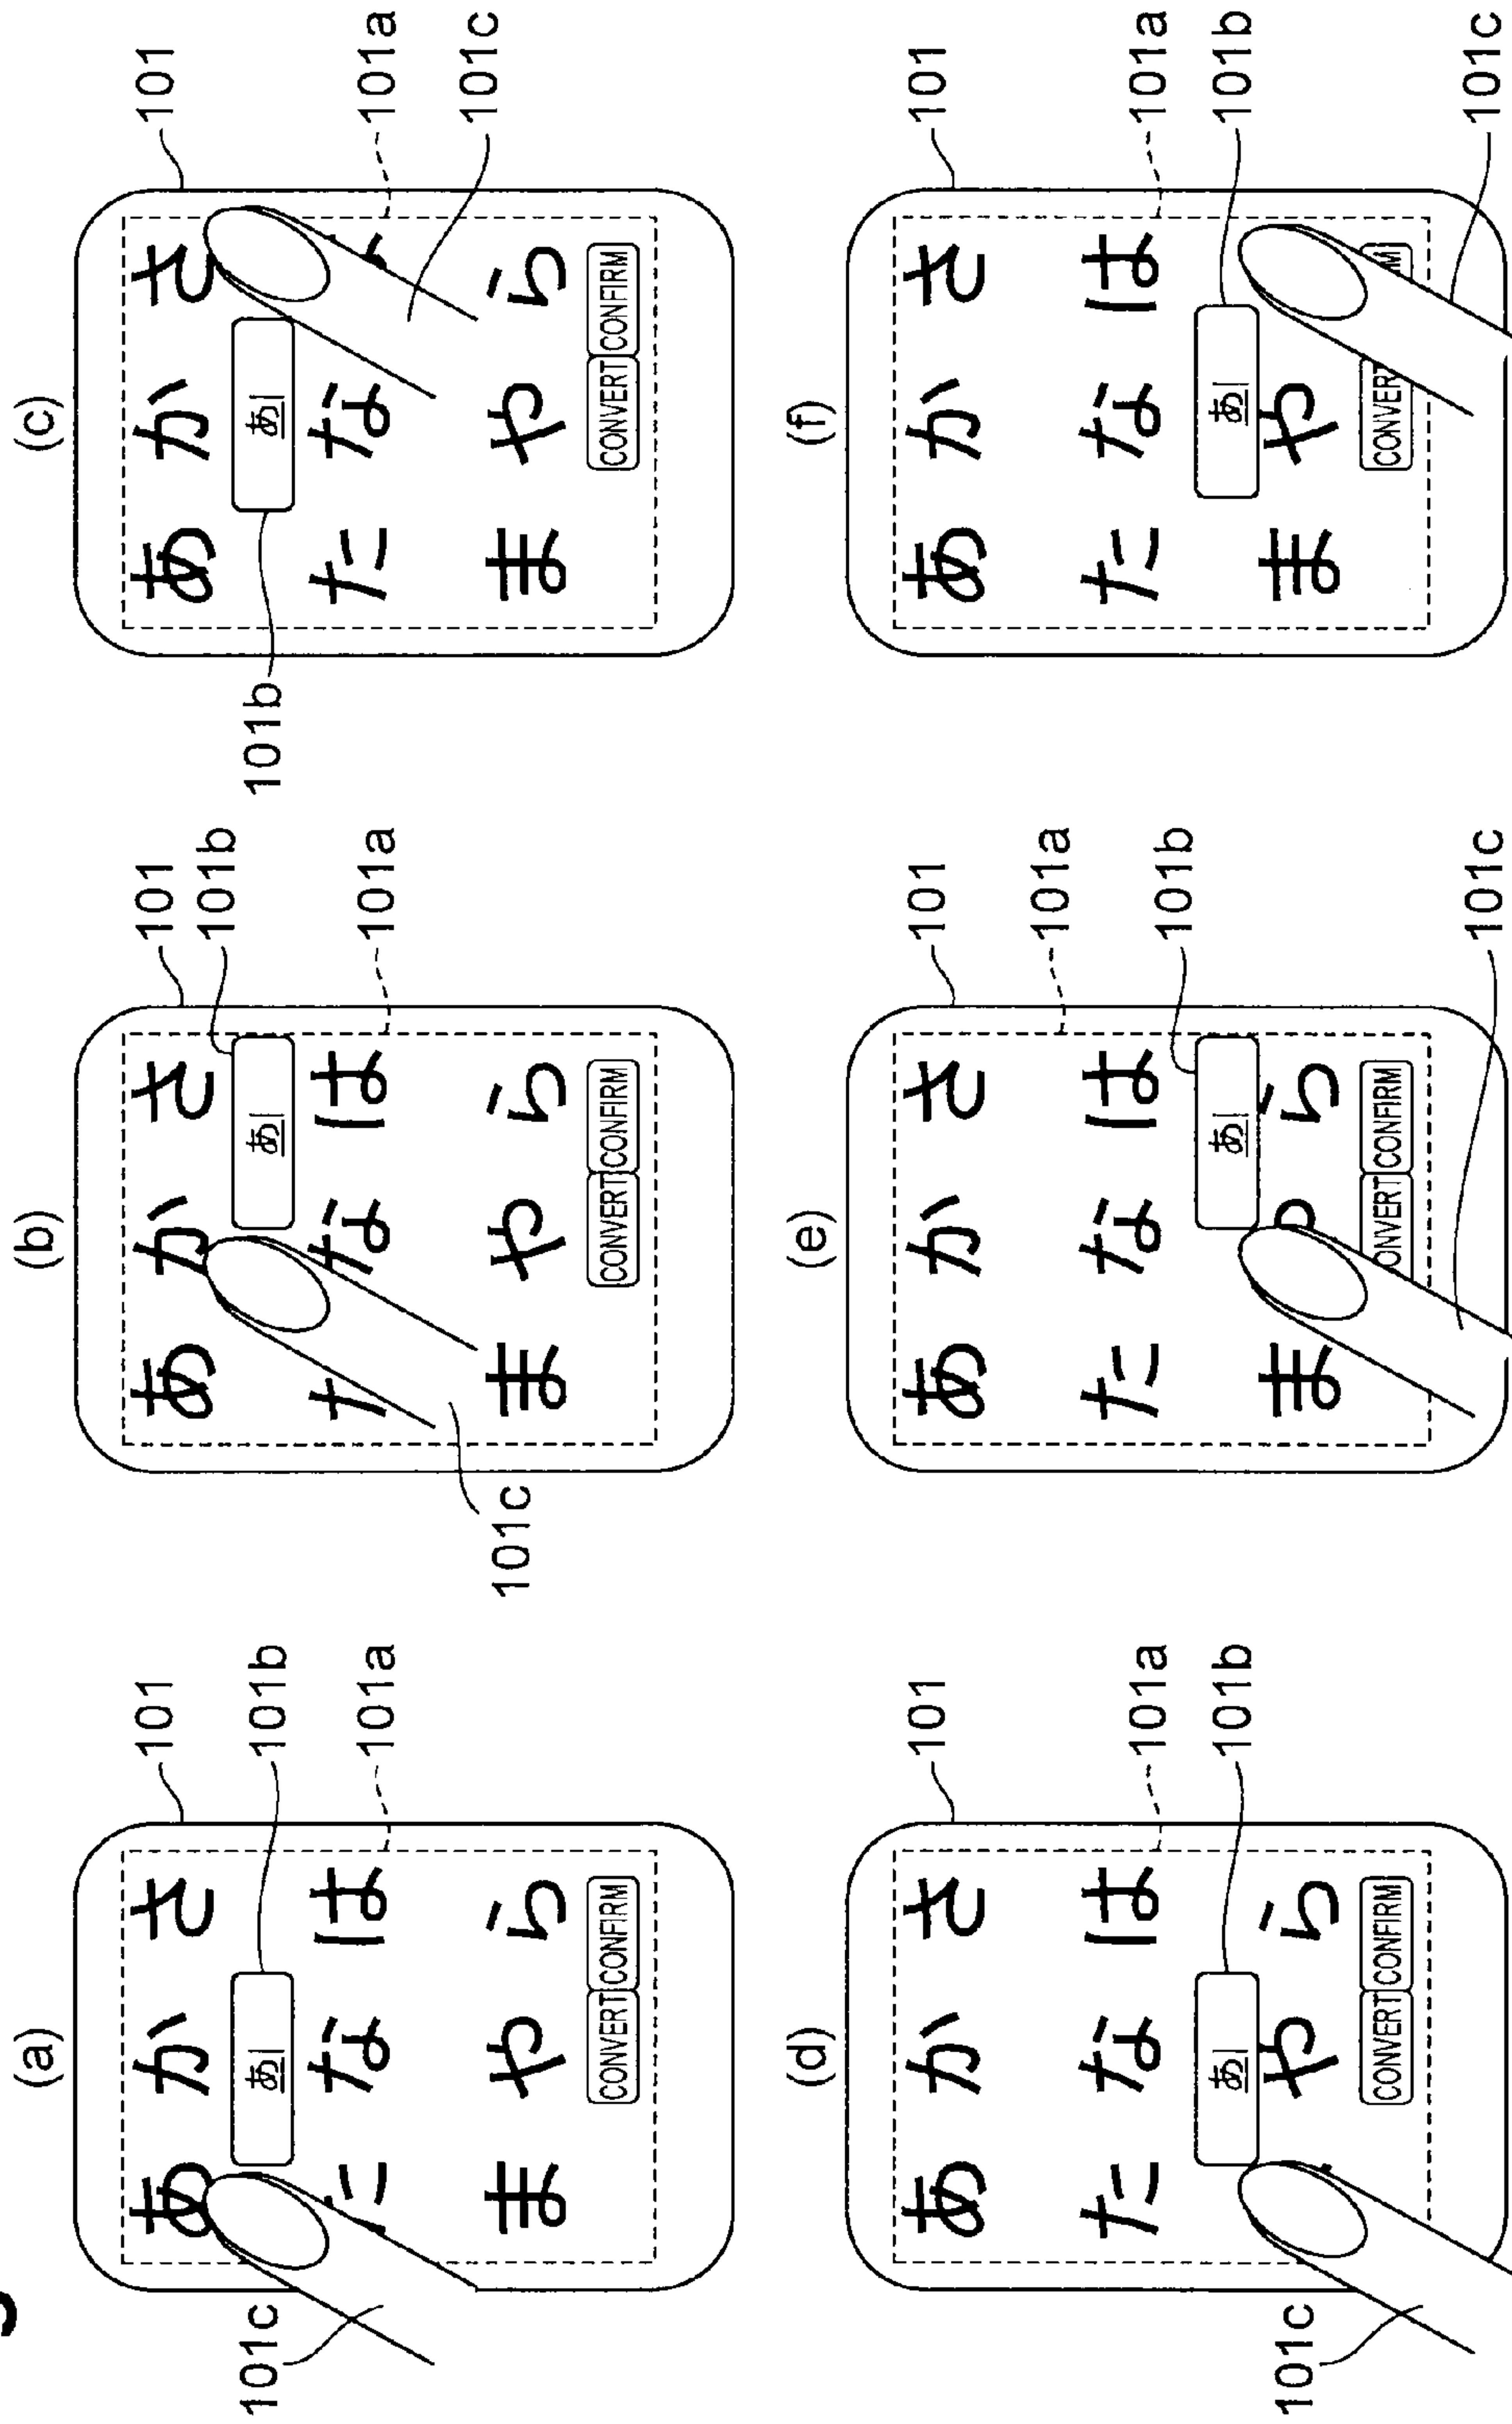 (a)
101
あ か さ
101b
あ
101c
な は
101a
ま や ら
CONVERT CONFIRM
(b)
101
あ か さ
101b
あ
な は
101a
ま や ら
101c
CONVERT CONFIRM
(c)
101
あ か さ
101b
あ
た な
101a
101c
ま や ら
CONVERT CONFIRM
(d)
101
あ か さ
た な は
101a
あ
101b
や ら
101c
CONVERT CONFIRM
(e)
101
あ か さ
101a
た な は
101b
あ
ま ら
ONVERT CONFIRM
101c
(f)
101
あ か さ
た な は
101a
あ
101b
ま や
CONVER
101c